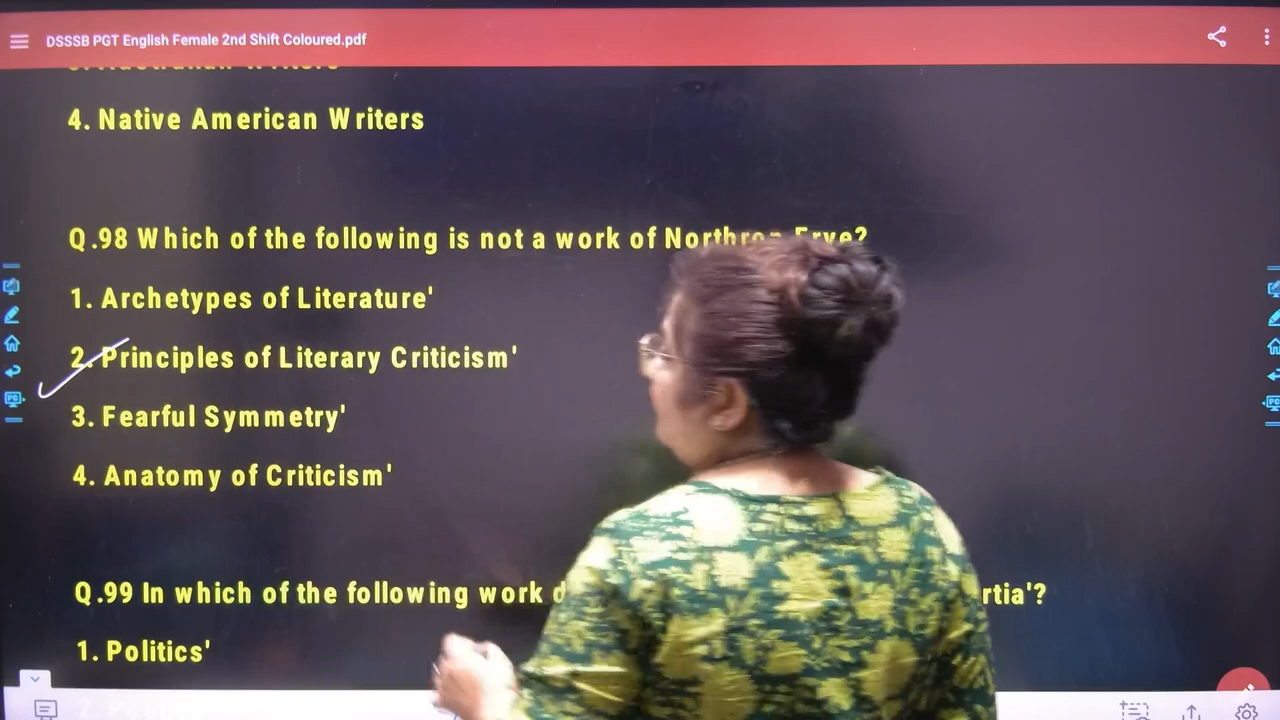 DSSSB PGT English Female 2nd Shift Coloured.pdf
4. Native American Writers
Q.98 Which of the following is not a work of Northrop Frye?
1. Archetypes of Literature'
2. Principles of Literary Criticism'
3. Fearful Symmetry'
4. Anatomy of Criticism'
Q.99 In which of the following work rtia'?
1. Politics'